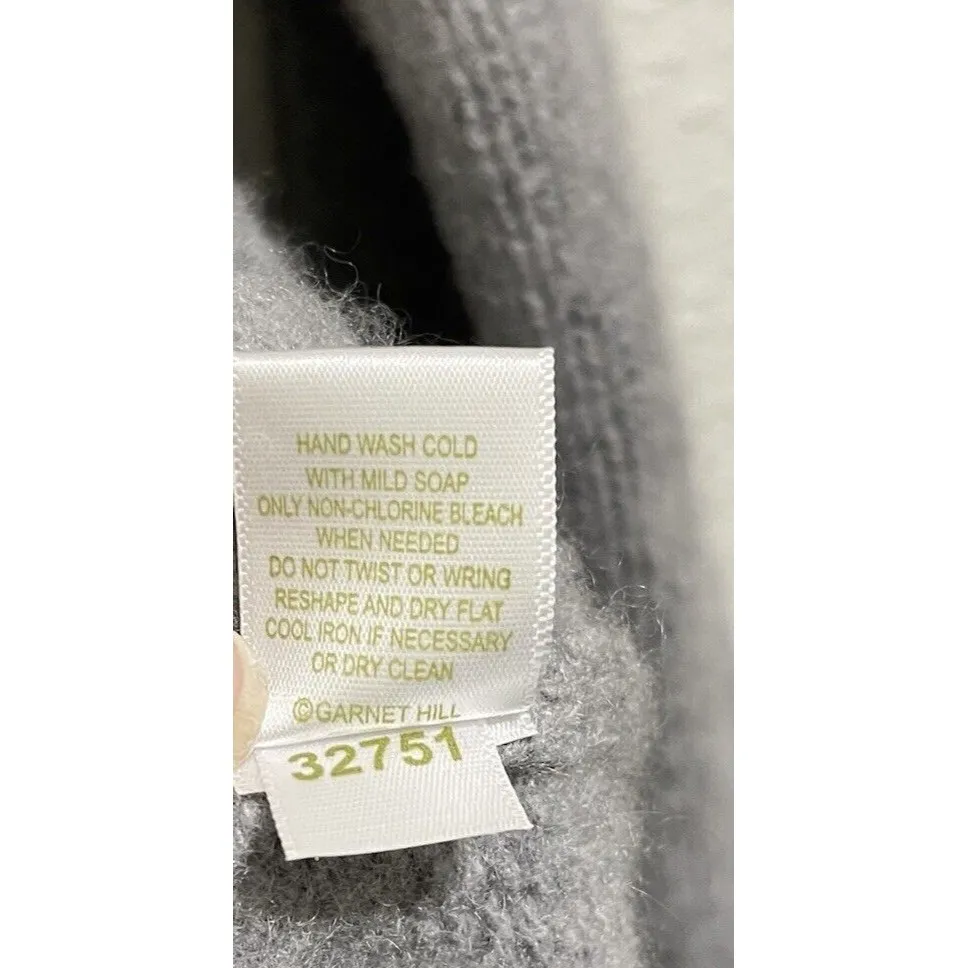 HAND WASH COLD
WITH MILD SOAP
ONLY NON-CHLORINE BLEACH
WHEN NEEDED
DO NOT TWIST OR WRING
RESHAPE AND DRY FLAT
COOL IRON IF NECESSARY
OR DRY CLEAN
©GARNET HILL
32751